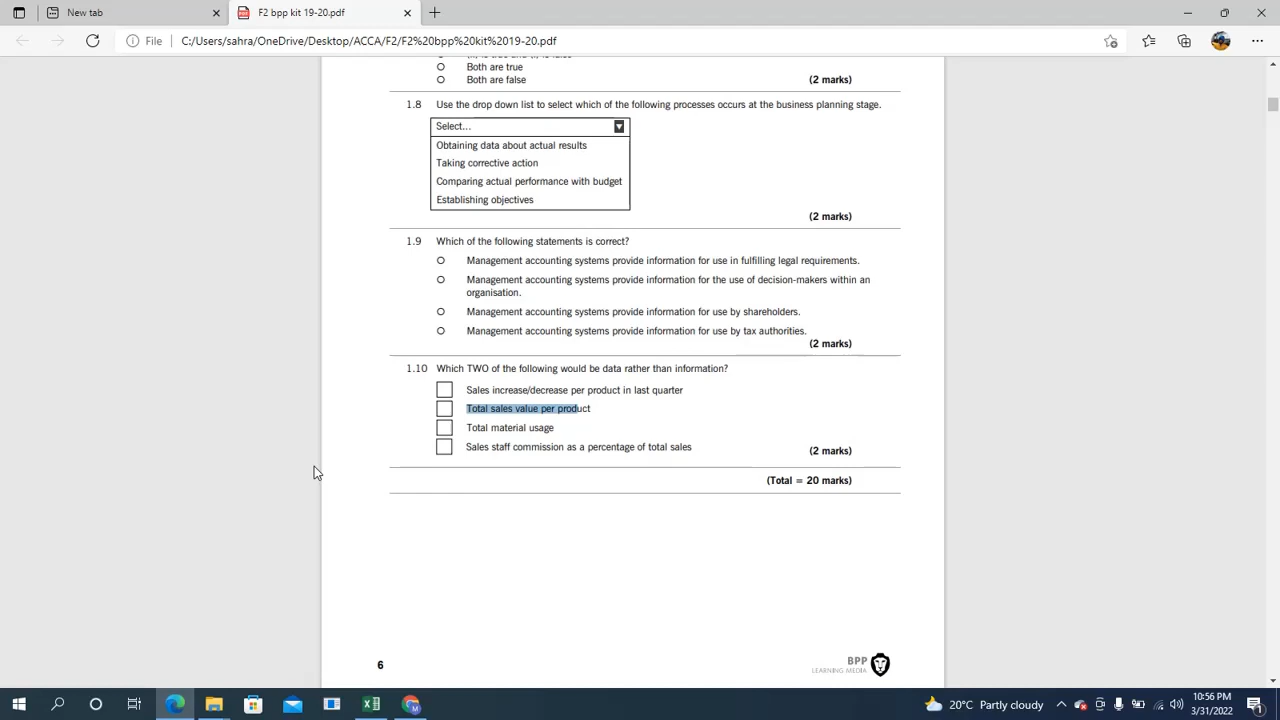 New tab
F2 bpp kit 19-20.pdf
File
C:/Users/sahra/OneDrive/Desktop/ACCA/F2/F2%20bpp%20kit%2019-20.pdf
Both are true
Both are false
(2 marks)
1.8 Use the drop down list to select which of the following processes occurs at the business planning stage.
Select...
Obtaining data about actual results
Taking corrective action
Comparing actual performance with budget
Establishing objectives
(2 marks)
1.9 Which of the following statements is correct?
Management accounting systems provide information for use in fulfilling legal requirements.
Management accounting systems provide information for the use of decision-makers within an
organisation.
Management accounting systems provide information for use by shareholders.
Management accounting systems provide information for use by tax authorities.
(2 marks)
1.10 Which TWO of the following would be data rather than information?
Sales increase/decrease per product in last quarter
Total sales value per product
Total material usage
Sales staff commission as a percentage of total sales
(2 marks)
(Total = 20 marks)
6
BPP
LEARNING MEDIA
20°C Partly cloudy
10:56 PM
3/31/2022